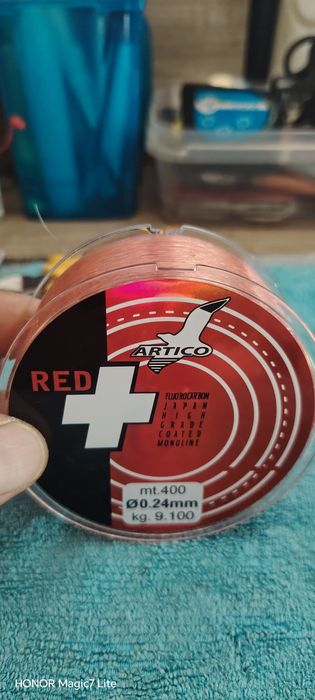 ARTICO
RED
FLUOROCARBON
JAPAN
HIGH
GRADE
COATED
MONOLINE
mt.400
Ø0.24mm
kg. 9.100
HONOR Magic7 Lite